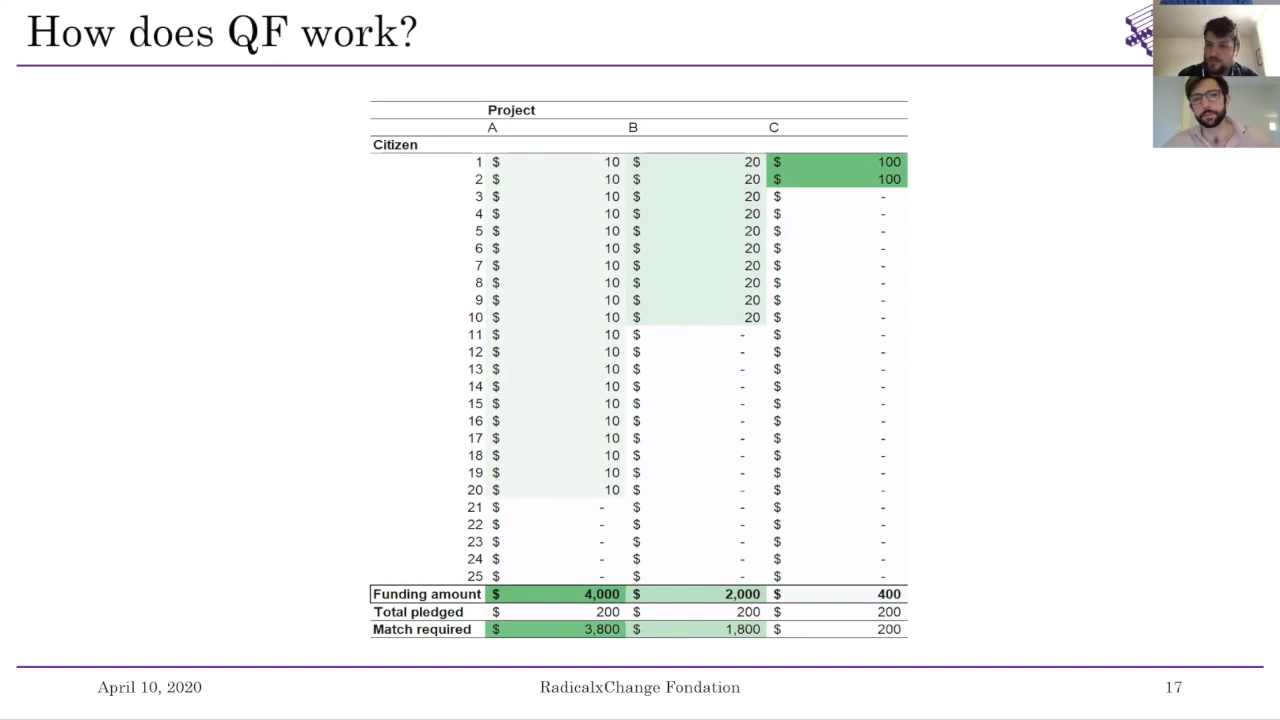 How does QF work?
Project
A B C
Citizen
1 $ 10 $ 20 $ 100
2 $ 10 $ 20 $ 100
3 $ 10 $ 20 $ -
4 $ 10 $ 20 $ -
5 $ 10 $ 20 $ -
6 $ 10 $ 20 $ -
7 $ 10 $ 20 $ -
8 $ 10 $ 20 $ -
9 $ 10 $ 20 $ -
10 $ 10 $ 20 $ -
11 $ 10 $ - $ -
12 $ 10 $ - $ -
13 $ 10 $ - $ -
14 $ 10 $ - $ -
15 $ 10 $ - $ -
16 $ 10 $ - $ -
17 $ 10 $ - $ -
18 $ 10 $ - $ -
19 $ 10 $ - $ -
20 $ 10 $ - $ -
21 $ - $ - $ -
22 $ - $ - $ -
23 $ - $ - $ -
24 $ - $ - $ -
25 $ - $ - $ -
Funding amount $ 4,000 $ 2,000 $ 400
Total pledged $ 200 $ 200 $ 200
Match required $ 3,800 $ 1,800 $ 200
April 10, 2020 RadicalxChange Fondation 17